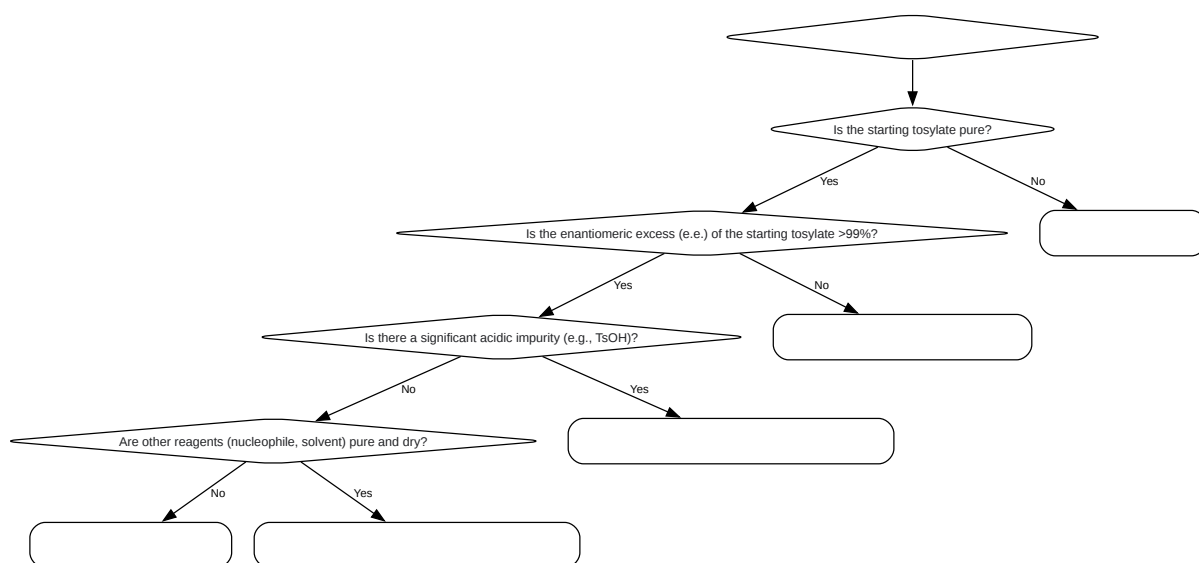 Is the starting tosylate pure?
Yes
No
Is the enantiomeric excess (e.e.) of the starting tosylate >99%?
Yes
No
Is there a significant acidic impurity (e.g., TsOH)?
No
Yes
Are other reagents (nucleophile, solvent) pure and dry?
No
Yes